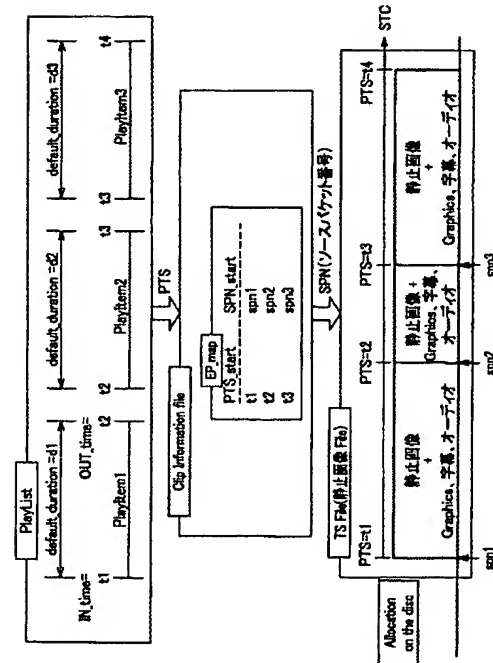 PlayList
default_duration =d1
default_duration =d2
default_duration =d3
IN_time=
OUT_time=
t1
t2
t2
t3
t3
t4
PlayItem1
PlayItem2
PlayItem3
PTS
Clip Information file
EP_map
PTS_start
SPN_start
t1
spn1
t2
spn2
t3
spn3
SPN(ソースパケット番号)
TS File(静止画像 File)
PTS=t1
PTS=t2
PTS=t3
PTS=t4
STC
静止画像
+
Graphics、字幕、オーディオ
静止画像+
Graphics、字幕、
オーディオ
静止画像
+
Graphics、字幕、オーディオ
Allocation
on the disc
spn1
spn2
spn3